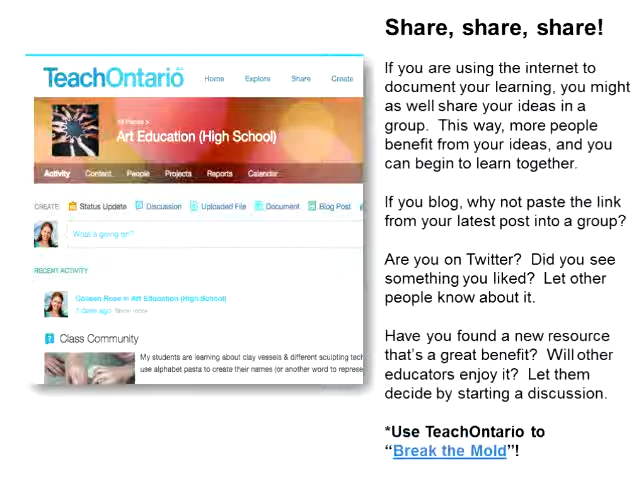 Share, share, share!
TeachOntario
Home Explore Share Create
All Places >
Art Education (High School)
Activity Content People Projects Reports Calendar
CREATE: Status Update Discussion Uploaded File Document Blog Post
What's going on?
RECENT ACTIVITY
Colleen Rose in Art Education (High School)
7 days ago Show more
Class Community
My students are learning about clay vessels & different sculpting tech
use alphabet pasta to create their names (or another word to represe
If you are using the internet to
document your learning, you might
as well share your ideas in a
group. This way, more people
benefit from your ideas, and you
can begin to learn together.
If you blog, why not paste the link
from your latest post into a group?
Are you on Twitter? Did you see
something you liked? Let other
people know about it.
Have you found a new resource
that's a great benefit? Will other
educators enjoy it? Let them
decide by starting a discussion.
*Use TeachOntario to
“Break the Mold”!